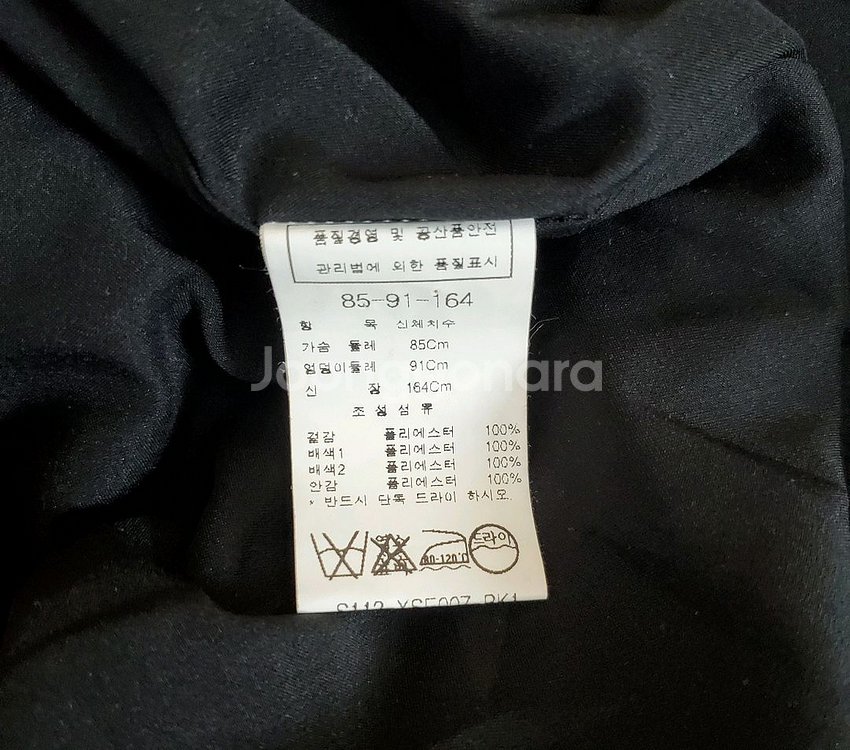 품질경영 및 공산품안전
관리법에 의한 품질표시
85-91-164
항 목 신체치수
가슴 둘레 85Cm
엉덩이둘레 91Cm
신 장 164Cm
조 성 섬 유
겉감 폴리에스터 100%
배색1 폴리에스터 100%
배색2 폴리에스터 100%
안감 폴리에스터 100%
* 반드시 단독 드라이 하시오.
80-120℃ 드라이
Joongonara